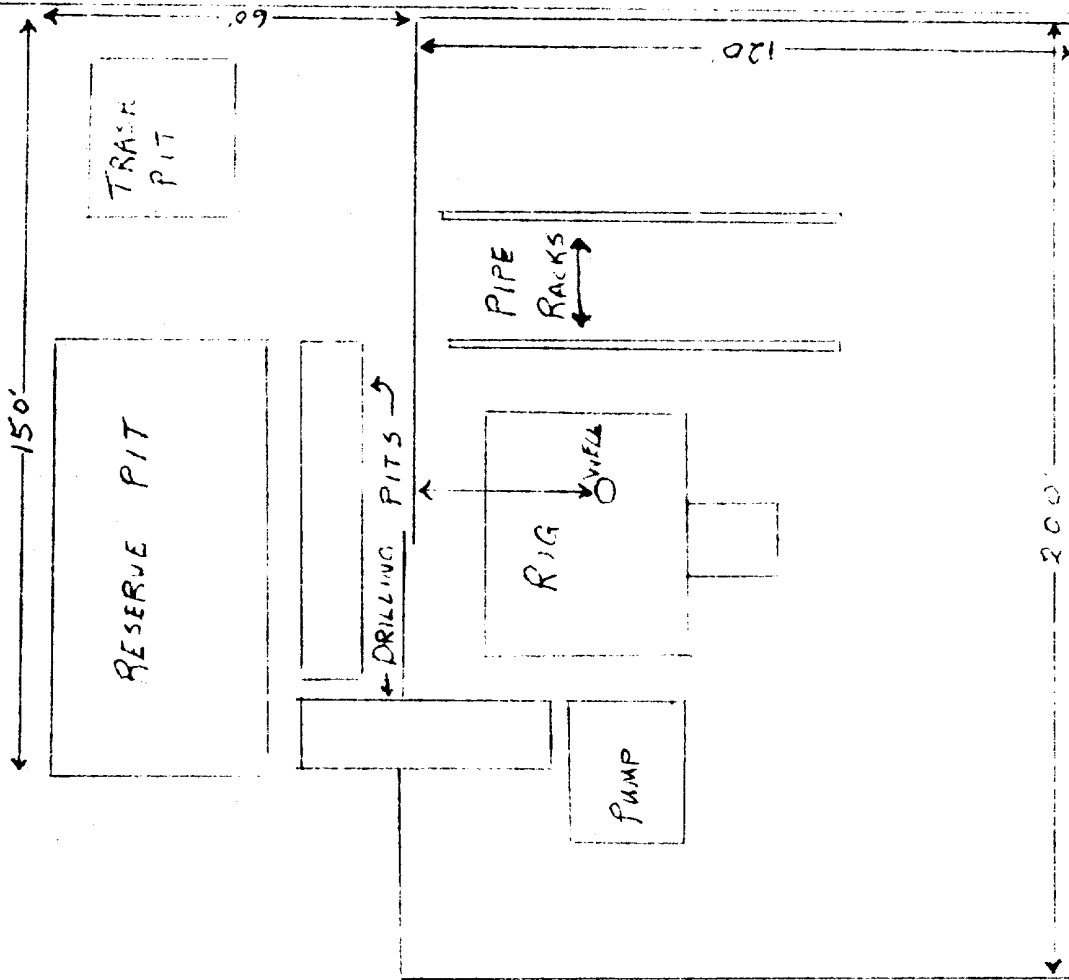 150'
60'
TRASH
PIT
120'
RESERVE PIT
DRILLING PITS
PIPE
RACKS
WELL
RIG
PUMP
200'